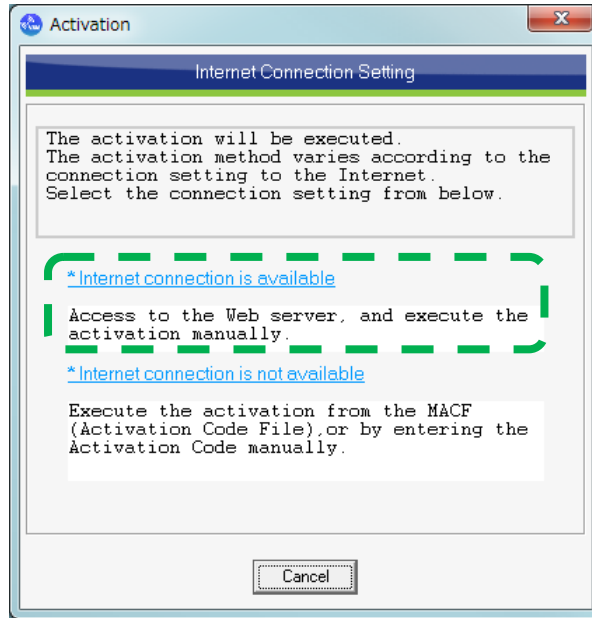 Activation
Internet Connection Setting
The activation will be executed.
The activation method varies according to the
connection setting to the Internet.
Select the connection setting from below.
* Internet connection is available
Access to the Web server, and execute the
activation manually.
* Internet connection is not available
Execute the activation from the MACF
(Activation Code File),or by entering the
Activation Code manually.
Cancel